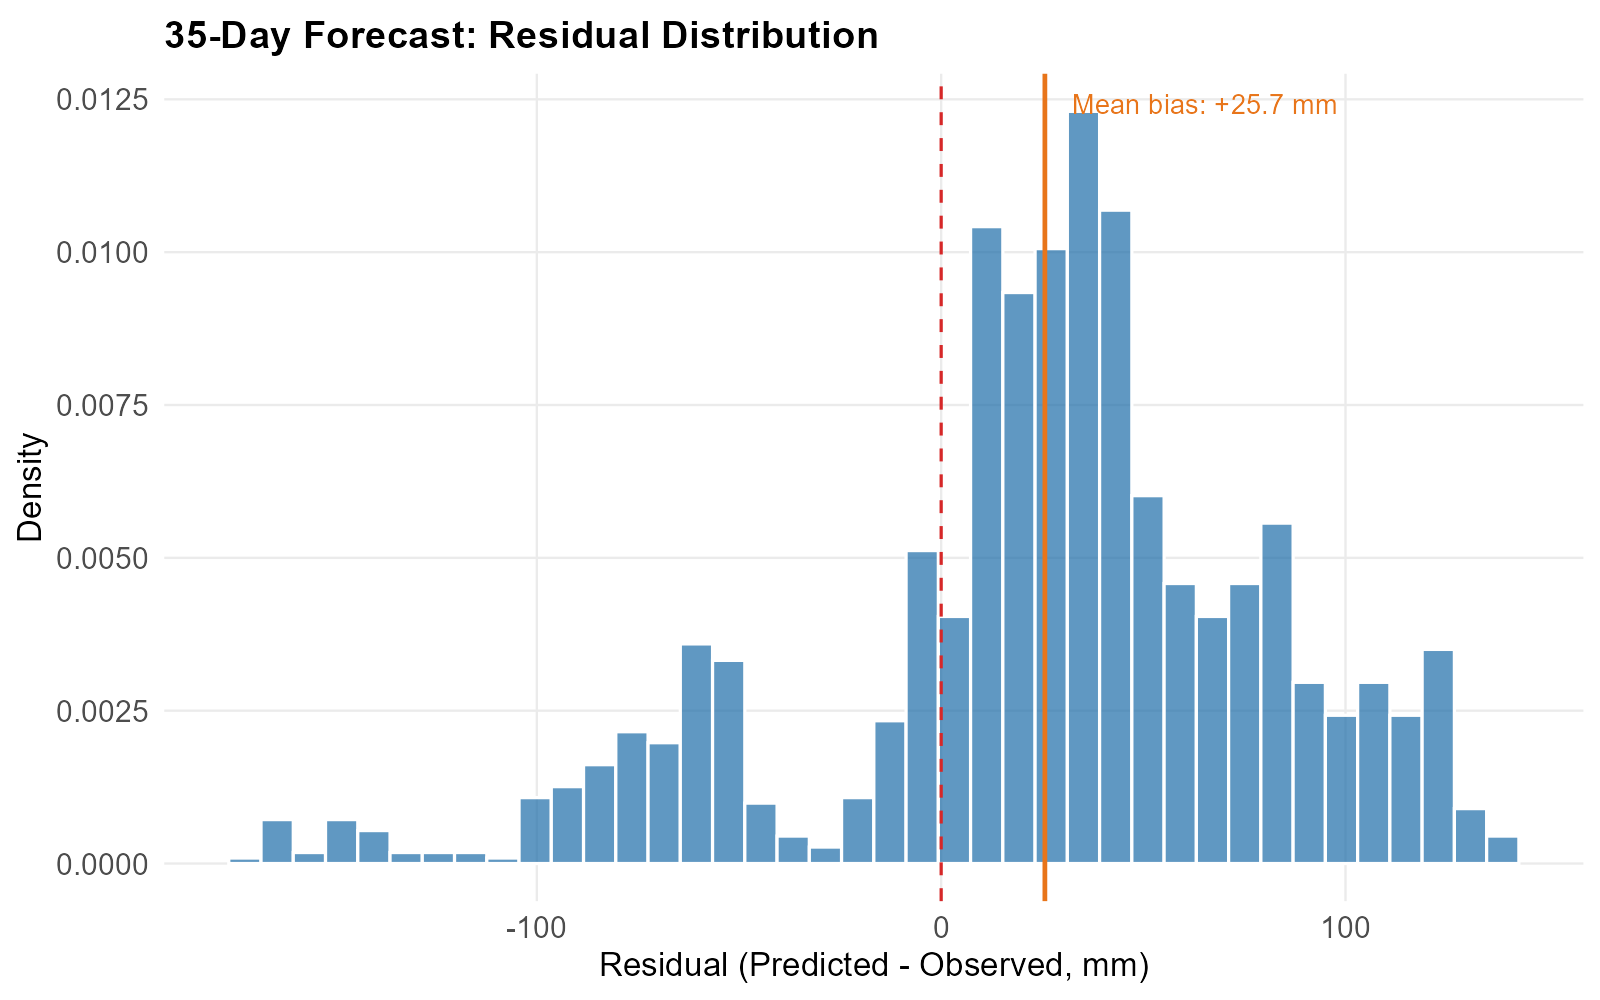 35-Day Forecast: Residual Distribution
Mean bias: +25.7 mm
0.0125
0.0100
0.0075
0.0050
0.0025
0.0000
Density
-100 0 100
Residual (Predicted - Observed, mm)